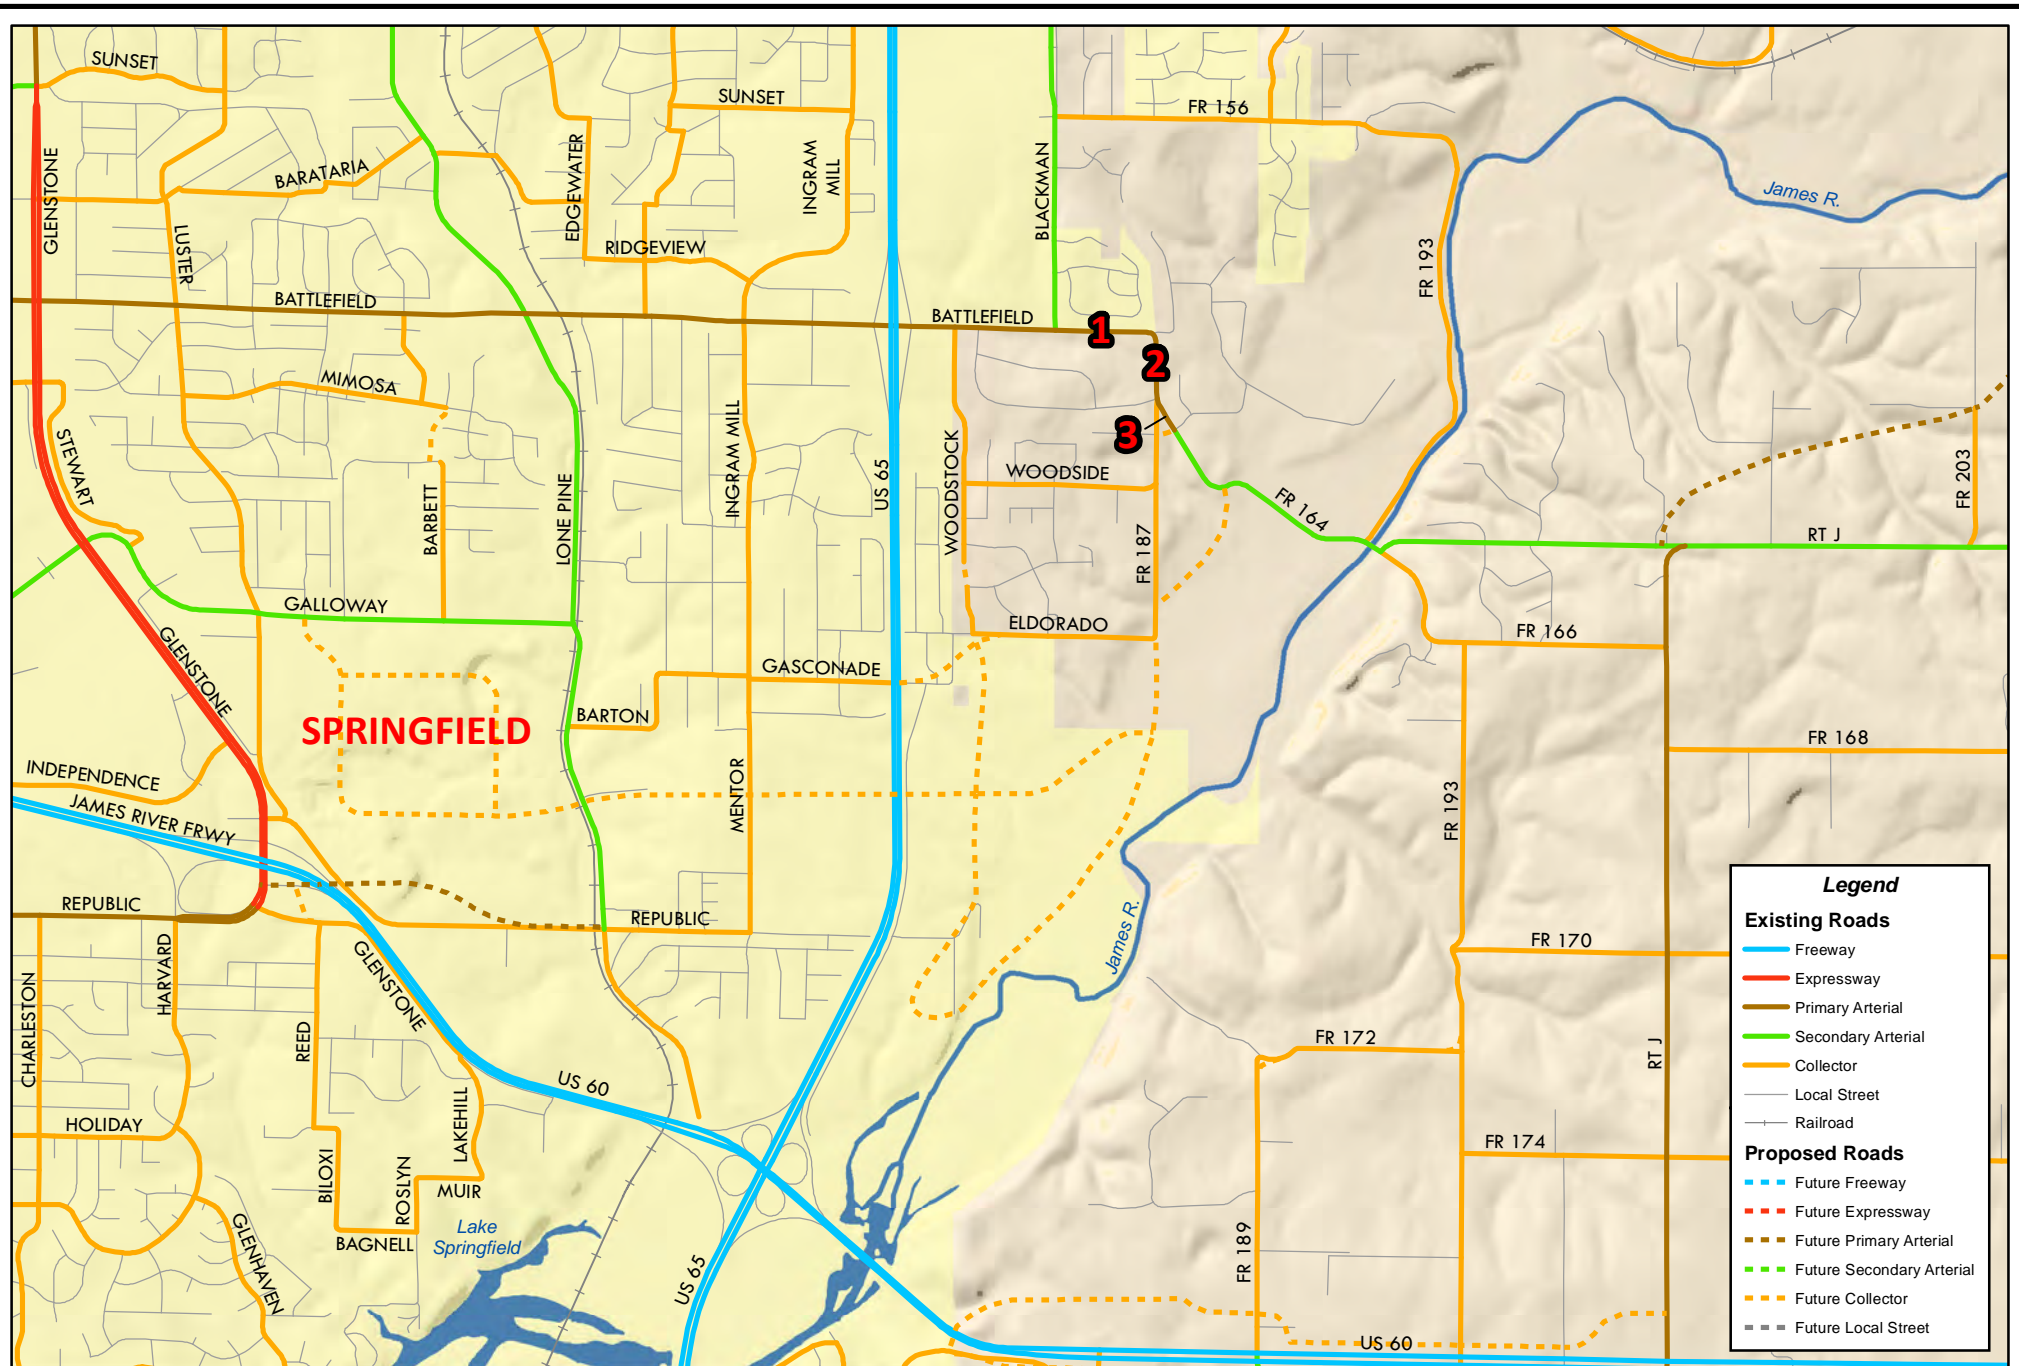 SUNSET
SUNSET
FR 156
GLENSTONE
BARATARIA
EDGEWATER
INGRAM
MILL
BLACKMAN
James R.
LUSTER
RIDGEVIEW
FR 193
BATTLEFIELD
BATTLEFIELD
1
2
3
MIMOSA
STEWART
BARBETT
LONE PINE
INGRAM MILL
US 65
WOODSTOCK
WOODSIDE
FR 187
FR 164
FR 203
RT J
GALLOWAY
ELDORADO
FR 166
GLENSTONE
GASCONADE
BARTON
SPRINGFIELD
FR 168
INDEPENDENCE
JAMES RIVER FRWY
MENTOR
FR 193
REPUBLIC
REPUBLIC
HARVARD
GLENSTONE
James R.
FR 170
CHARLESTON
REED
FR 172
RT J
US 60
HOLIDAY
LAKEHILL
FR 174
BILOXI
ROSLYN
MUIR
GLENHAVEN
BAGNELL
Lake
Springfield
US 65
FR 189
US 60
Legend
Existing Roads
Freeway
Expressway
Primary Arterial
Secondary Arterial
Collector
Local Street
Railroad
Proposed Roads
Future Freeway
Future Expressway
Future Primary Arterial
Future Secondary Arterial
Future Collector
Future Local Street